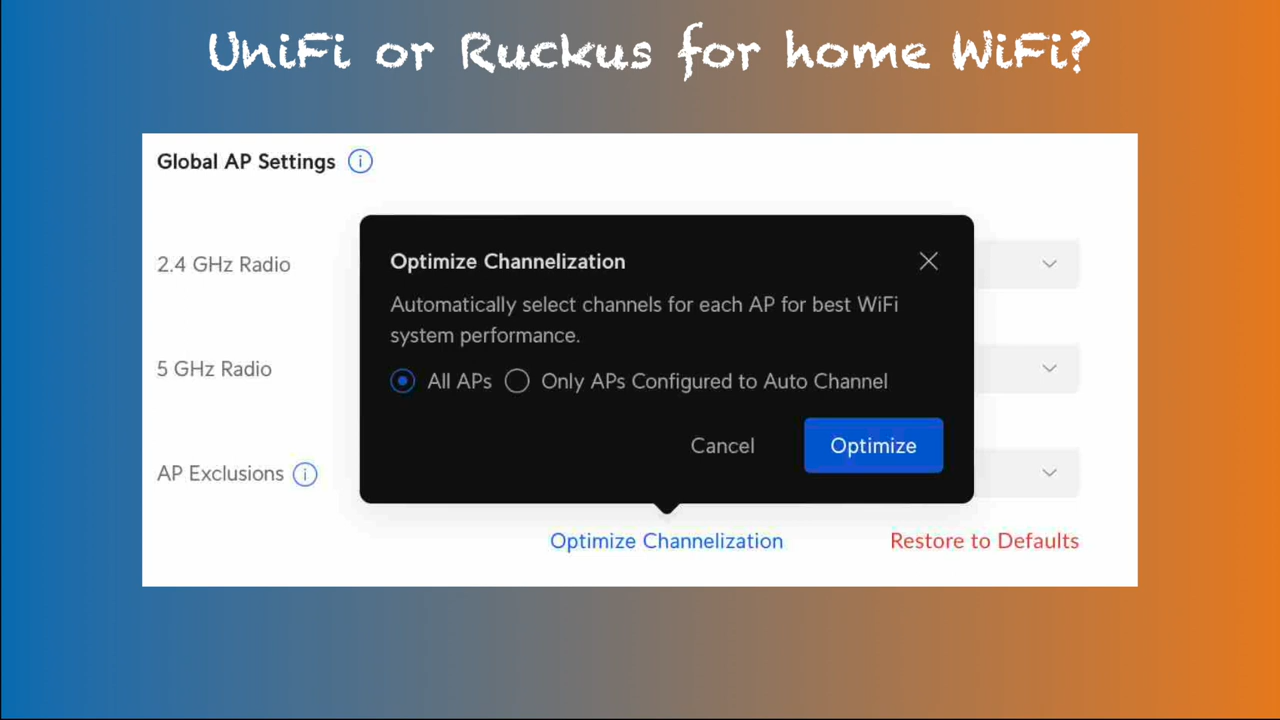 UniFi or Ruckus for home WiFi?
Global AP Settings
2.4 GHz Radio
Optimize Channelization
Automatically select channels for each AP for best WiFi
system performance.
5 GHz Radio
All APs Only APs Configured to Auto Channel
Cancel Optimize
AP Exclusions
Optimize Channelization Restore to Defaults